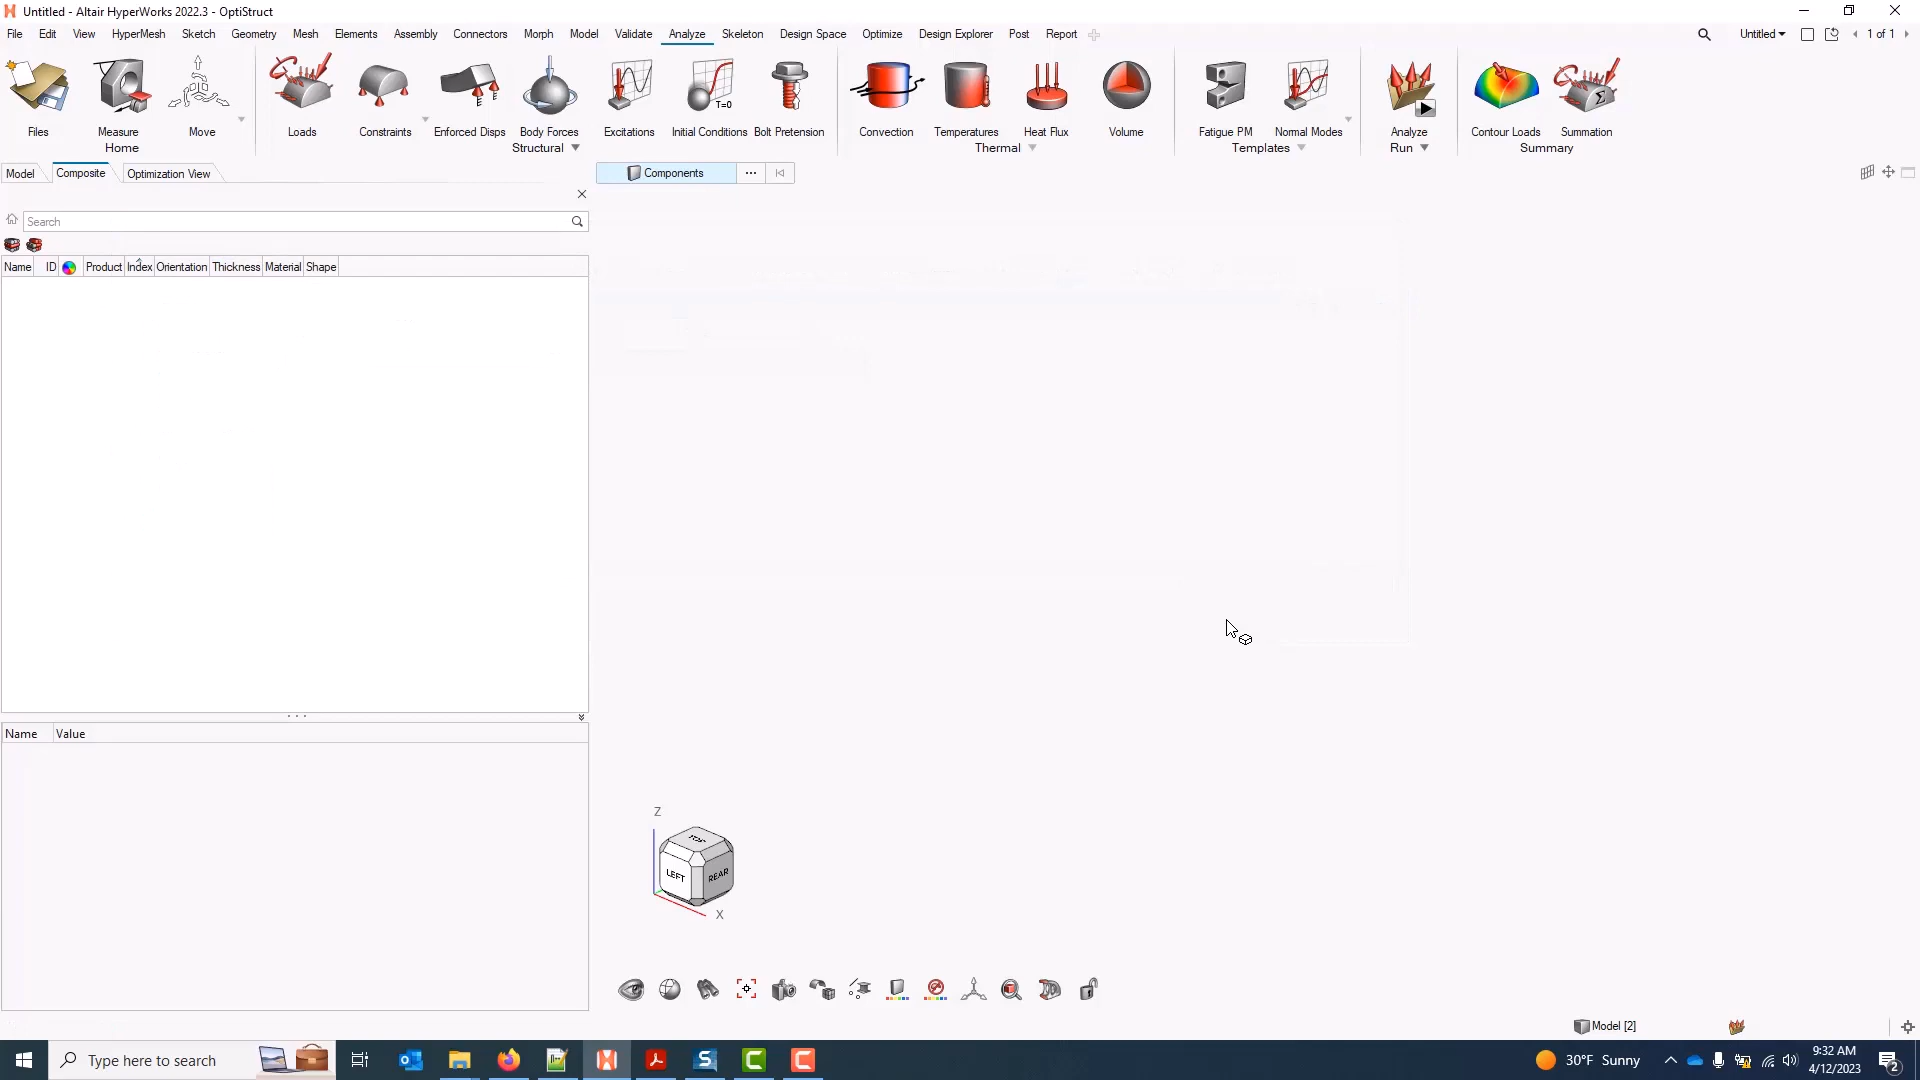 Untitled - Altair HyperWorks 2022.3 - OptiStruct
File Edit View HyperMesh Sketch Geometry Mesh Elements Assembly Connectors Morph Model Validate Analyze Skeleton Design Space Optimize Design Explorer Post Report Untitled 1 of 1
T=0
Files Measure Move Loads Constraints Enforced Disps Body Forces Excitations Initial Conditions Bolt Pretension Convection Temperatures Heat Flux Volume Fatigue PM Normal Modes Analyze Contour Loads Summation
Home Structural Thermal Templates Run Summary
Model Composite Optimization View Components
Search
Name ID Product Index Orientation Thickness Material Shape
Name Value
Z
TOP
LEFT REAR
X
Model [2]
Type here to search
30°F Sunny
9:32 AM
4/12/2023
2